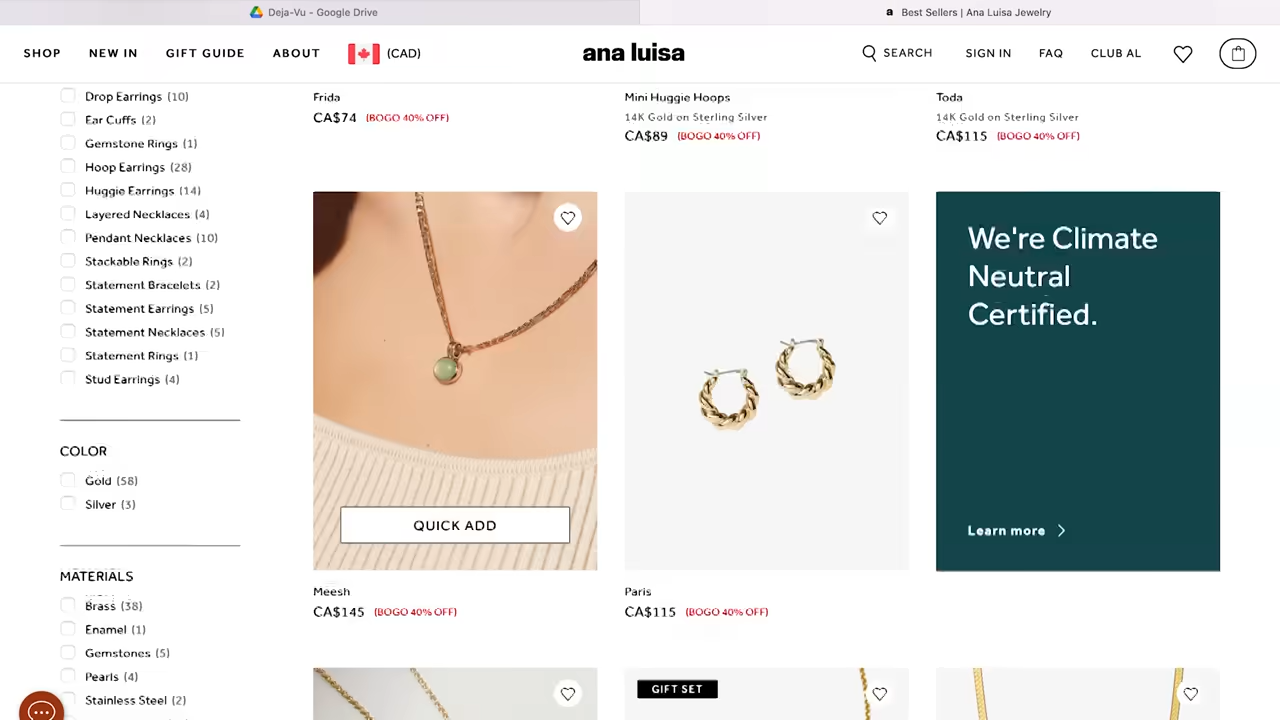 Deja-Vu - Google Drive
a Best Sellers | Ana Luisa Jewelry
SHOP NEW IN GIFT GUIDE ABOUT (CAD) ana luisa SEARCH SIGN IN FAQ CLUB AL
Drop Earrings (10)
Ear Cuffs (2)
Gemstone Rings (1)
Hoop Earrings (28)
Huggie Earrings (14)
Layered Necklaces (4)
Pendant Necklaces (10)
Stackable Rings (2)
Statement Bracelets (2)
Statement Earrings (5)
Statement Necklaces (5)
Statement Rings (1)
Stud Earrings (4)
COLOR
Gold (58)
Silver (3)
MATERIALS
Brass (38)
Enamel (1)
Gemstones (5)
Pearls (4)
Stainless Steel (2)
Frida
CA$74 (BOGO 40% OFF)
Mini Huggie Hoops
14K Gold on Sterling Silver
CA$89 (BOGO 40% OFF)
Toda
14K Gold on Sterling Silver
CA$115 (BOGO 40% OFF)
QUICK ADD
Meesh
CA$145 (BOGO 40% OFF)
Paris
CA$115 (BOGO 40% OFF)
We're Climate
Neutral
Certified.
Learn more
GIFT SET